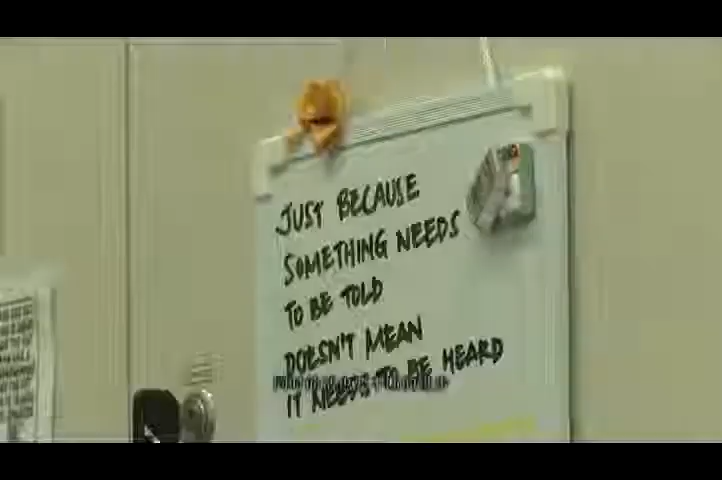 JUST BECAUSE
SOMETHING NEEDS
TO BE TOLD
DOESN'T MEAN
IT NEEDS TO BE HEARD